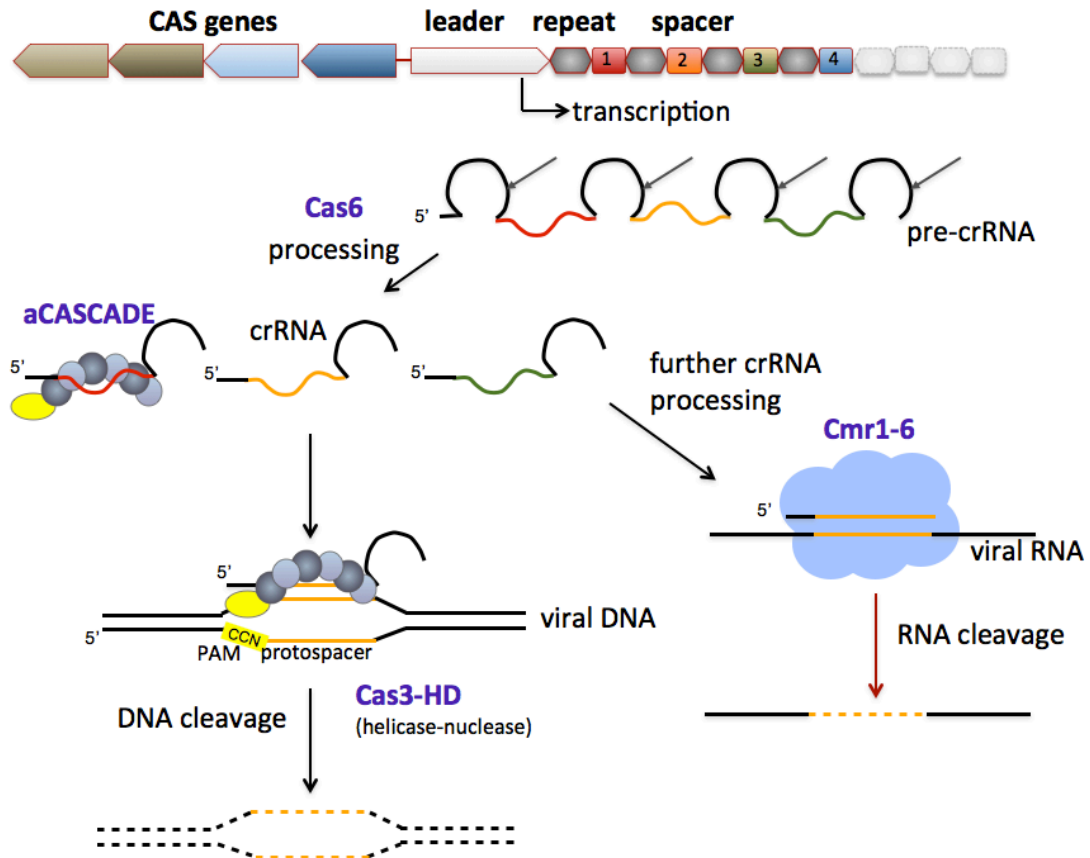 CAS genes
leader
repeat
spacer
1
2
3
4
transcription
Cas6
processing
5’
pre-crRNA
aCASCADE
5’
crRNA
5’
5’
further crRNA
processing
Cmr1-6
5’
viral RNA
5’
viral DNA
5’
CCN
PAM
protospacer
RNA cleavage
DNA cleavage
Cas3-HD
(helicase-nuclease)